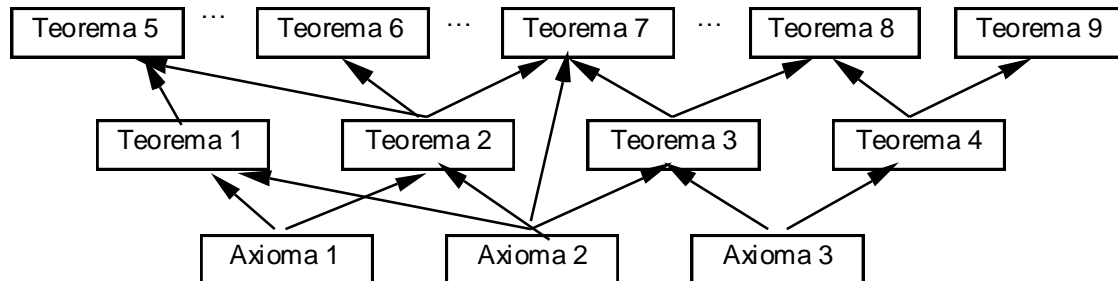 Teorema 5 ... Teorema 6 ... Teorema 7 ... Teorema 8 Teorema 9
Teorema 1 Teorema 2 Teorema 3 Teorema 4
Axioma 1 Axioma 2 Axioma 3